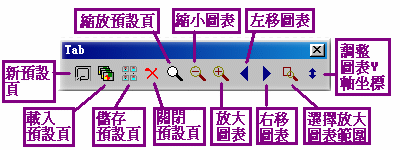 縮放預設頁
縮小圖表
左移圖表
調整
圖表Y
軸坐標
Tab
新預設
頁
載入
預設頁
儲存
預設頁
關閉
預設頁
放大
圖表
右移
圖表
選擇放大
圖表範圍